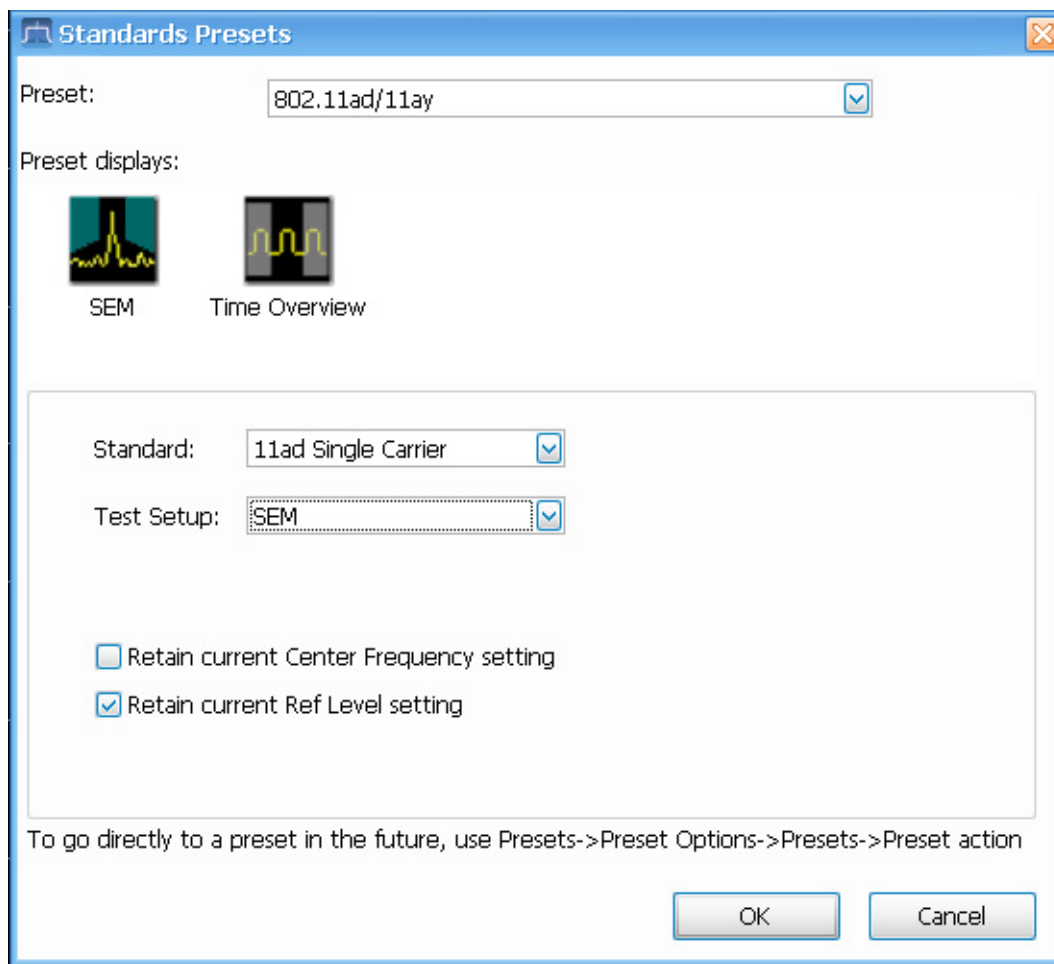 Standards Presets
Preset: 802.11ad/11ay
Preset displays:
SEM Time Overview
Standard: 11ad Single Carrier
Test Setup: SEM
Retain current Center Frequency setting
Retain current Ref Level setting
To go directly to a preset in the future, use Presets->Preset Options->Presets->Preset action
OK Cancel